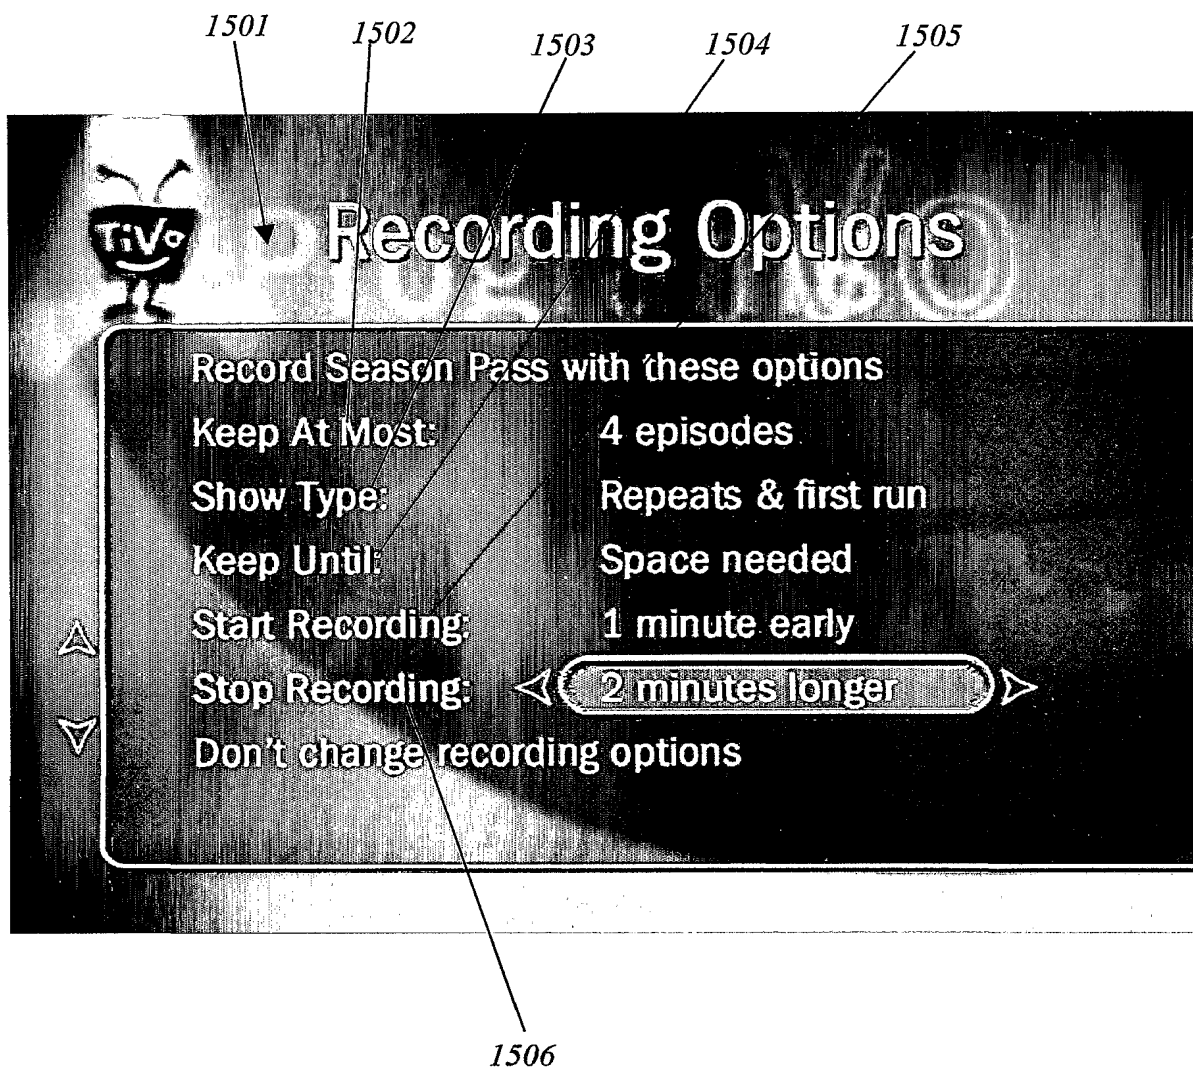 1501 1502 1503 1504 1505
TiVo
Recording Options
Record Season Pass with these options
Keep At Most: 4 episodes
Show Type: Repeats & first run
Keep Until: Space needed
Start Recording: 1 minute early
Stop Recording: 2 minutes longer
Don't change recording options
1506